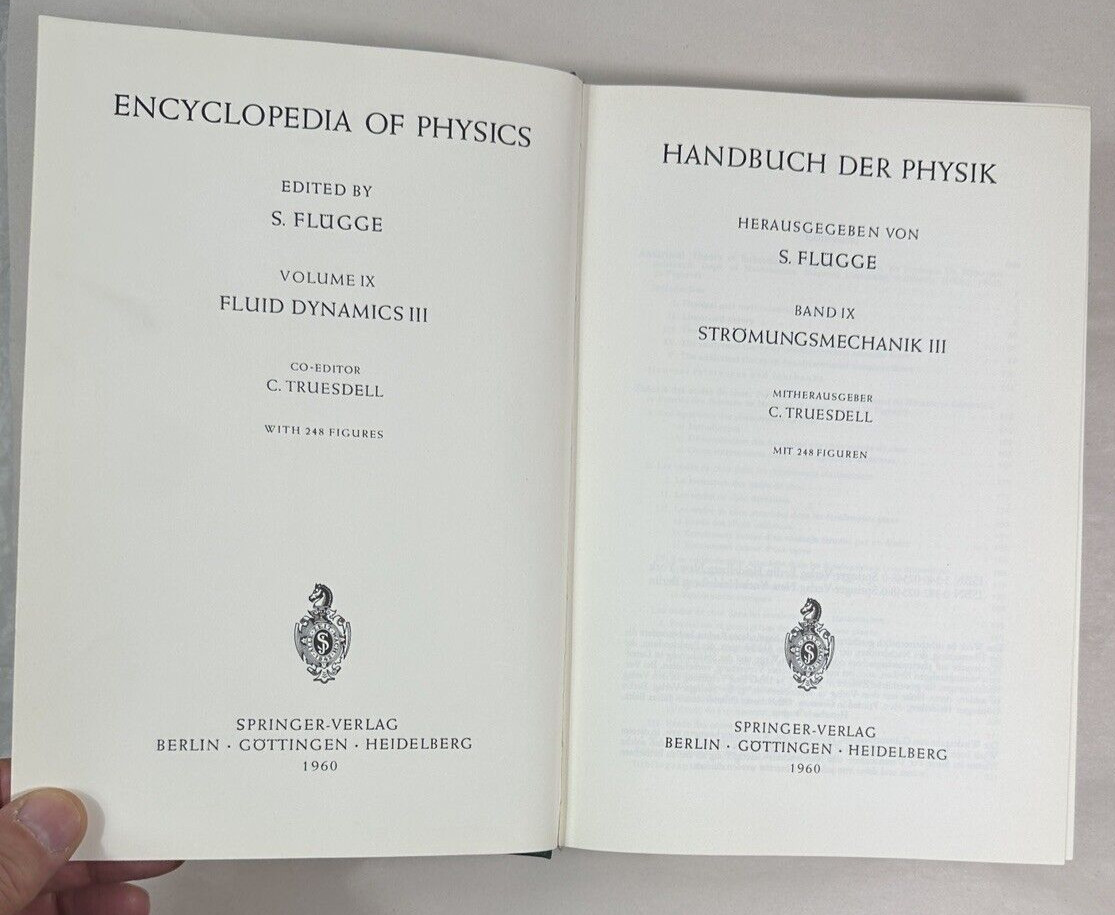 ENCYCLOPEDIA OF PHYSICS
EDITED BY
S. FLÜGGE
VOLUME IX
FLUID DYNAMICS III
CO-EDITOR
C. TRUESDELL
WITH 248 FIGURES
SPRINGER-VERLAG
BERLIN · GÖTTINGEN · HEIDELBERG
1960
HANDBUCH DER PHYSIK
HERAUSGEGEBEN VON
S. FLÜGGE
BAND IX
STRÖMUNGSMECHANIK III
MITHERAUSGEBER
C. TRUESDELL
MIT 248 FIGUREN
SPRINGER-VERLAG
BERLIN · GÖTTINGEN · HEIDELBERG
1960